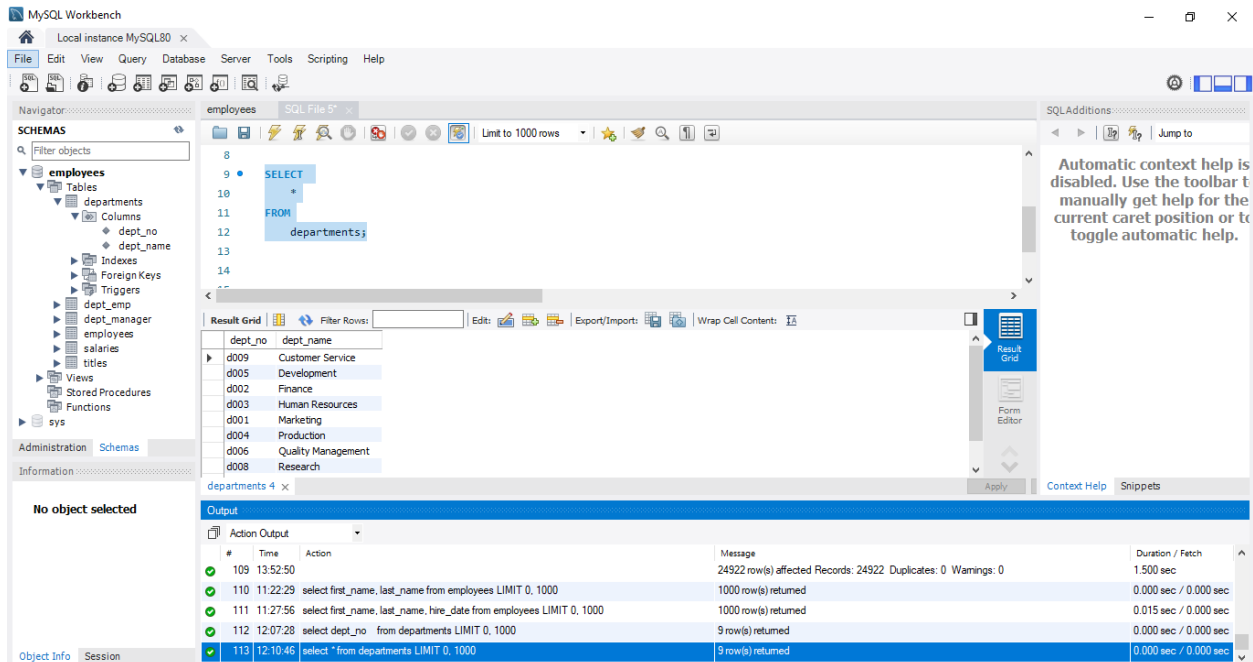 MySQL Workbench
Local instance MySQL80 ×
File Edit View Query Database Server Tools Scripting Help
Navigator
SCHEMAS
Filter objects
employees
Tables
departments
Columns
dept_no
dept_name
Indexes
Foreign Keys
Triggers
dept_emp
dept_manager
employees
salaries
titles
Views
Stored Procedures
Functions
sys
Administration Schemas
Information
No object selected
Object Info Session
employees SQL File 5* ×
Limit to 1000 rows
8
9 SELECT
10 *
11 FROM
12 departments;
13
14
Result Grid Filter Rows: Edit: Export/Import: Wrap Cell Content:
dept_no dept_name
d009 Customer Service
d005 Development
d002 Finance
d003 Human Resources
d001 Marketing
d004 Production
d006 Quality Management
d008 Research
Result
Grid
Form
Editor
departments 4 ×
Apply
SQLAdditions
Jump to
Automatic context help is
disabled. Use the toolbar t
manually get help for the
current caret position or to
toggle automatic help.
Context Help Snippets
Output
Action Output
# Time Action Message Duration / Fetch
109 13:52:50 24922 row(s) affected Records: 24922 Duplicates: 0 Warnings: 0 1.500 sec
110 11:22:29 select first_name, last_name from employees LIMIT 0, 1000 1000 row(s) returned 0.000 sec / 0.000 sec
111 11:27:56 select first_name, last_name, hire_date from employees LIMIT 0, 1000 1000 row(s) returned 0.015 sec / 0.000 sec
112 12:07:28 select dept_no from departments LIMIT 0, 1000 9 row(s) returned 0.000 sec / 0.000 sec
113 12:10:46 select * from departments LIMIT 0, 1000 9 row(s) returned 0.000 sec / 0.000 sec